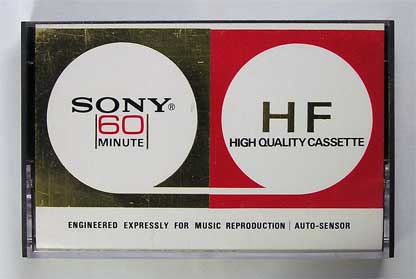 SONY®
60
MINUTE
HF
HIGH QUALITY CASSETTE
ENGINEERED EXPRESSLY FOR MUSIC REPRODUCTION | AUTO-SENSOR